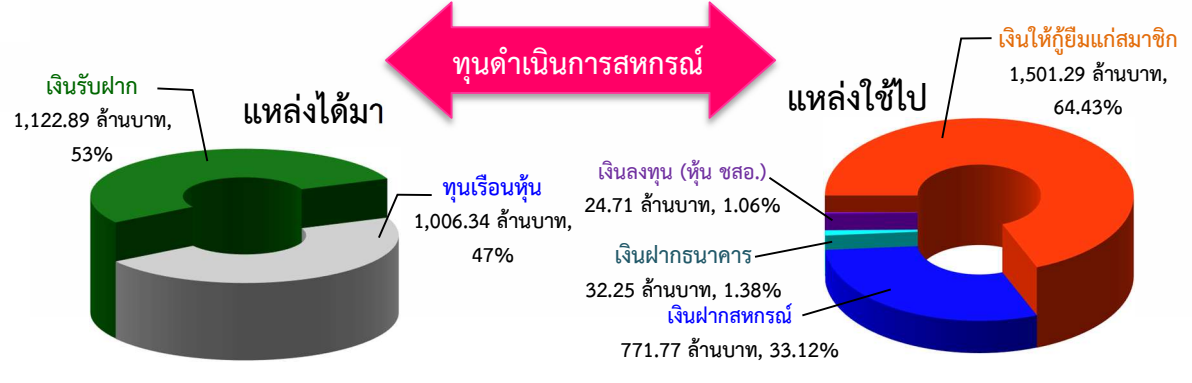 ทุนดำเนินการสหกรณ์
แหล่งได้มา
เงินรับฝาก
1,122.89 ล้านบาท,
53%
ทุนเรือนหุ้น
1,006.34 ล้านบาท,
47%
แหล่งใช้ไป
เงินให้กู้ยืมแก่สมาชิก
1,501.29 ล้านบาท,
64.43%
เงินลงทุน (หุ้น ชสอ.)
24.71 ล้านบาท, 1.06%
เงินฝากธนาคาร
32.25 ล้านบาท, 1.38%
เงินฝากสหกรณ์
771.77 ล้านบาท, 33.12%